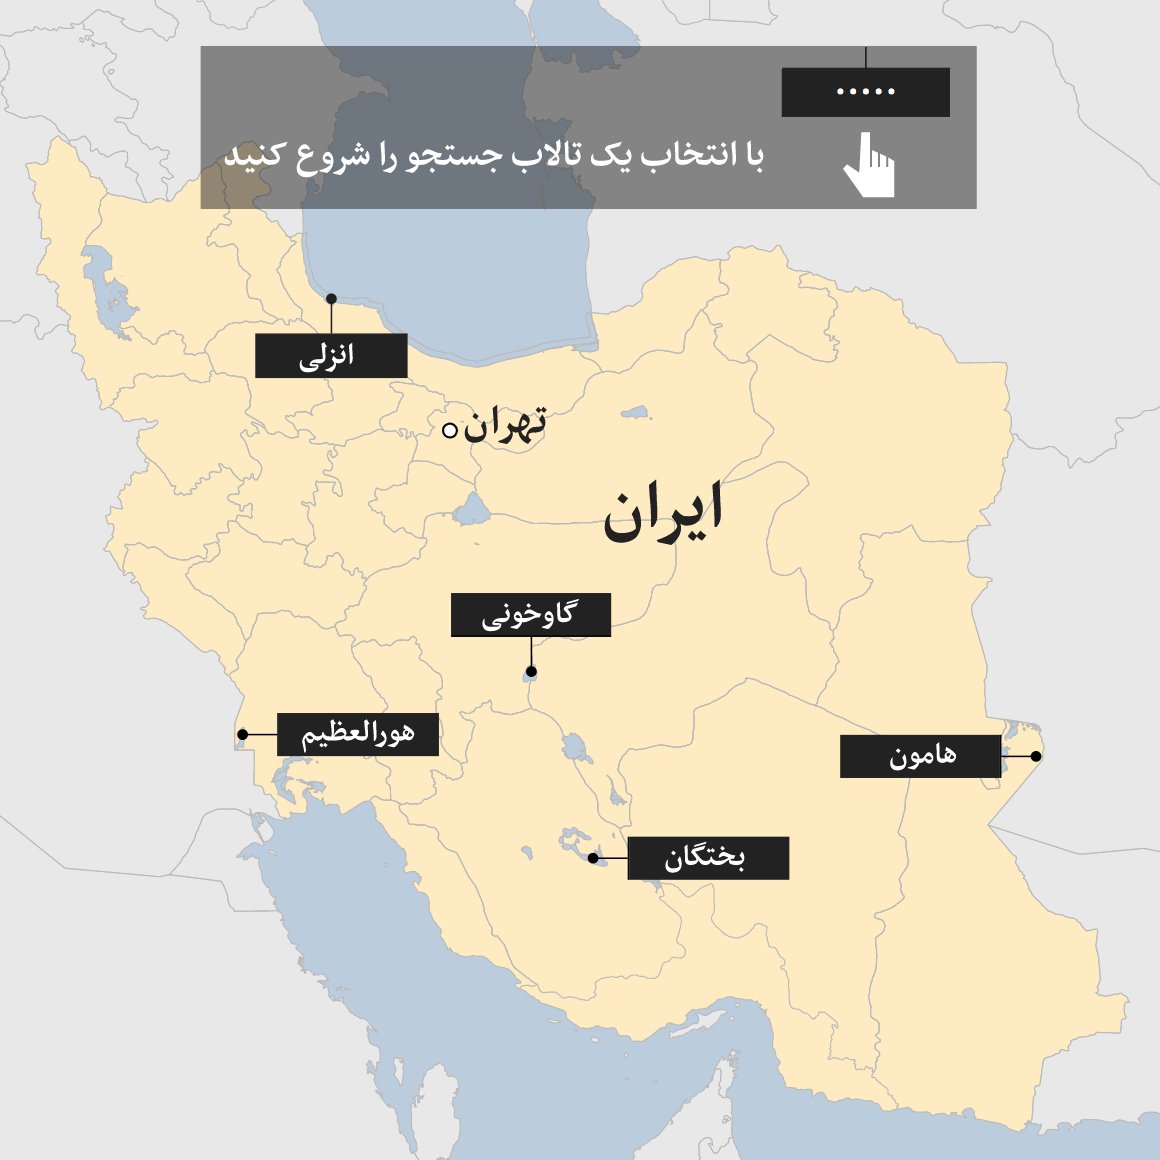 .....
با انتخاب یک تالاب جستجو را شروع کنید
انزلی
تهران
ایران
گاوخونی
هورالعظیم
هامون
بختگان